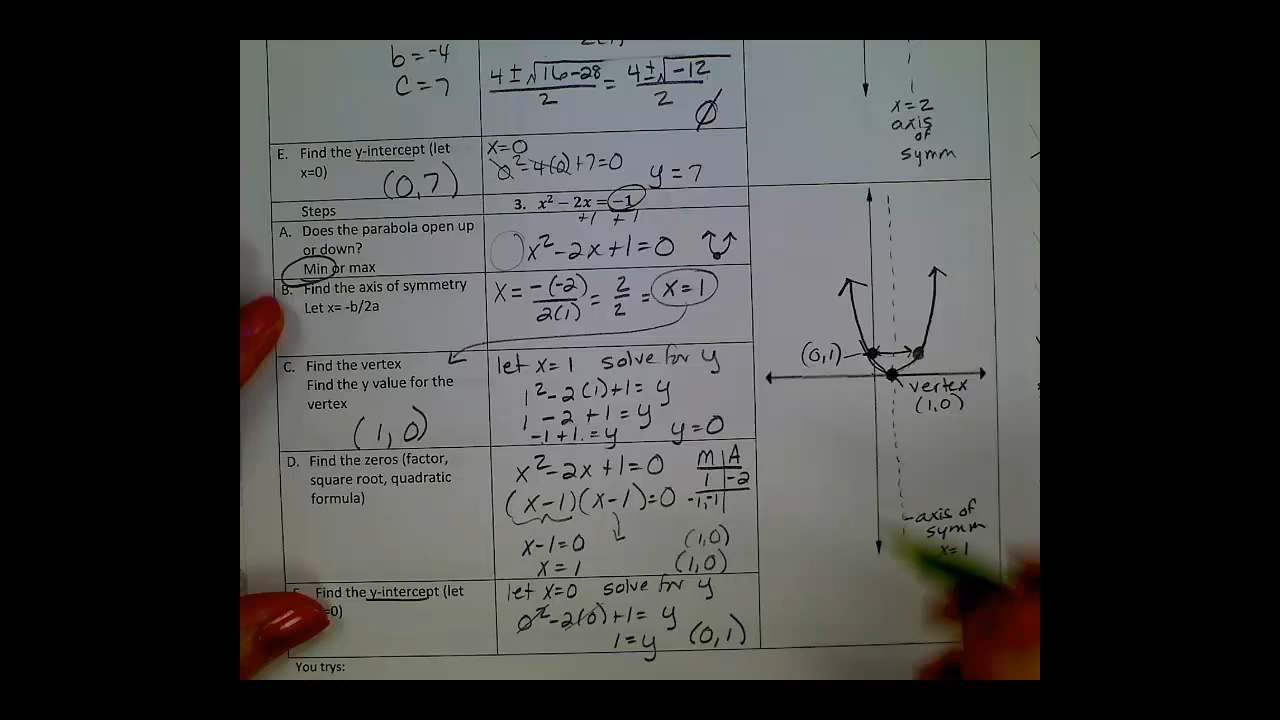 b = -4
C = 7
4 ± √16-28 = 4 ± √-12
2 2
∅
x = 2
axis
of
symm
E. Find the y-intercept (let
x=0)
(0,7)
x=0
0² - 4(0) + 7 = 0
y = 7
Steps
3. x² − 2x = −1
+1 +1
A. Does the parabola open up
or down?
Min or max
x² - 2x + 1 = 0
B. Find the axis of symmetry
Let x= -b/2a
x = -(-2) = 2 = x = 1
2(1) 2
C. Find the vertex
Find the y value for the
vertex
(1, 0)
let x = 1 solve for y
1² - 2(1) + 1 = y
1 - 2 + 1 = y
-1 + 1 = y y = 0
D. Find the zeros (factor,
square root, quadratic
formula)
x² - 2x + 1 = 0
(x-1)(x-1) = 0
M A
1 -2
-1, -1
x - 1 = 0 (1,0)
x = 1 (1,0)
Find the y-intercept (let
=0)
let x=0 solve for y
0² - 2(0) + 1 = y
1 = y (0,1)
(0,1)
vertex
(1,0)
axis of
symm
x = 1
You trys: